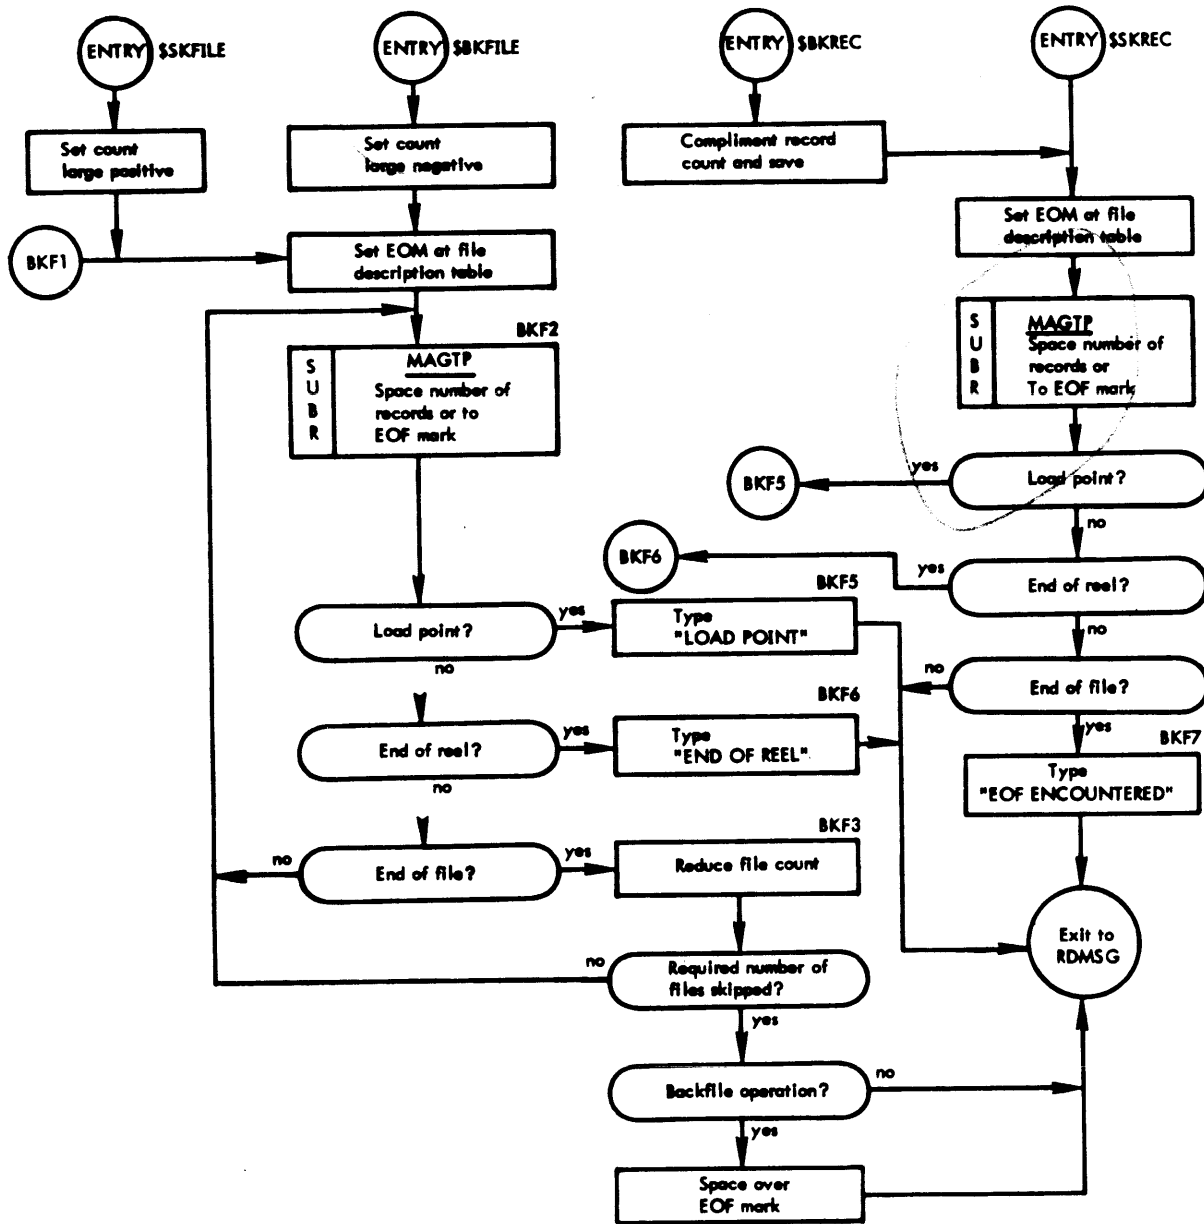 ENTRY $SKFILE
ENTRY $BKFILE
ENTRY $BKREC
ENTRY $SKREC
Set count
large positive
Set count
large negative
Compliment record
count and save
BKF1
Set EOM at file
description table
Set EOM at file
description table
BKF2
SUBR
MAGTP
Space number of
records or to
EOF mark
SUBR
MAGTP
Space number of
records or
To EOF mark
BKF5
yes
Load point?
no
BKF6
yes
End of reel?
no
Load point?
yes
no
BKF5
Type
"LOAD POINT"
no
End of file?
yes
End of reel?
yes
no
BKF6
Type
"END OF REEL"
BKF7
Type
"EOF ENCOUNTERED"
no
End of file?
yes
BKF3
Reduce file count
Exit to
RDMSG
no
Required number of
files skipped?
yes
Backfile operation?
no
yes
Space over
EOF mark